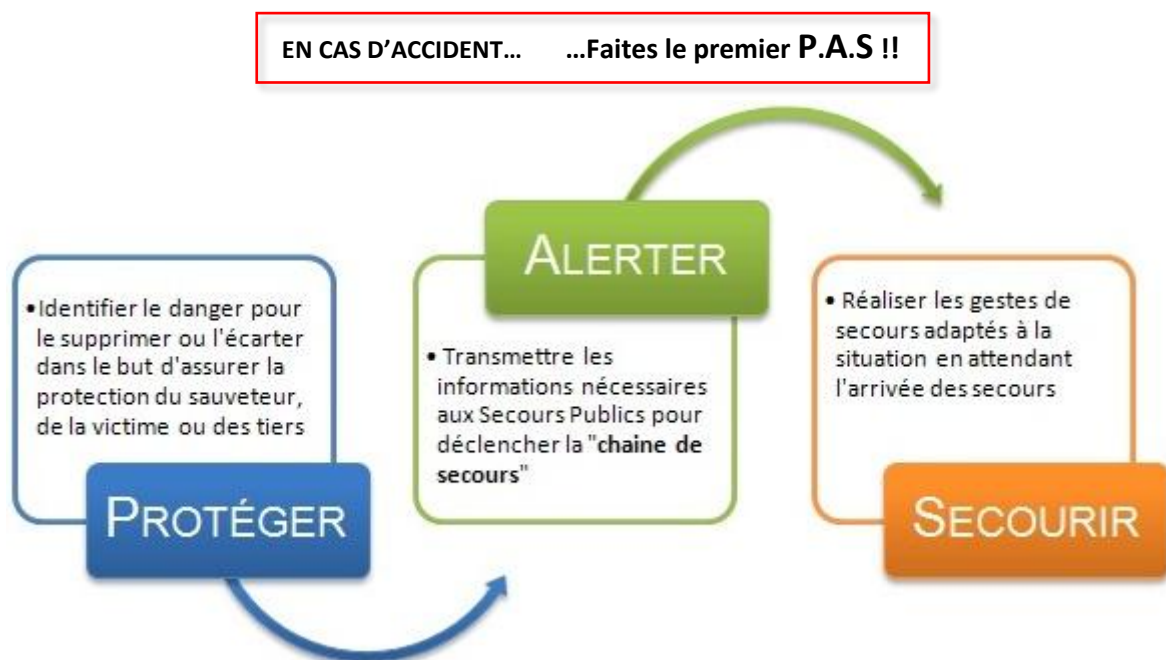 EN CAS D'ACCIDENT... ...Faites le premier P.A.S !!
•Identifier le danger pour
le supprimer ou l'écarter
dans le but d'assurer la
protection du sauveteur,
de la victime ou des tiers
PROTÉGER
ALERTER
• Transmettre les
informations nécessaires
aux Secours Publics pour
déclencher la "chaine de
secours"
• Réaliser les gestes de
secours adaptés à la
situation en attendant
l'arrivée des secours
SECOURIR